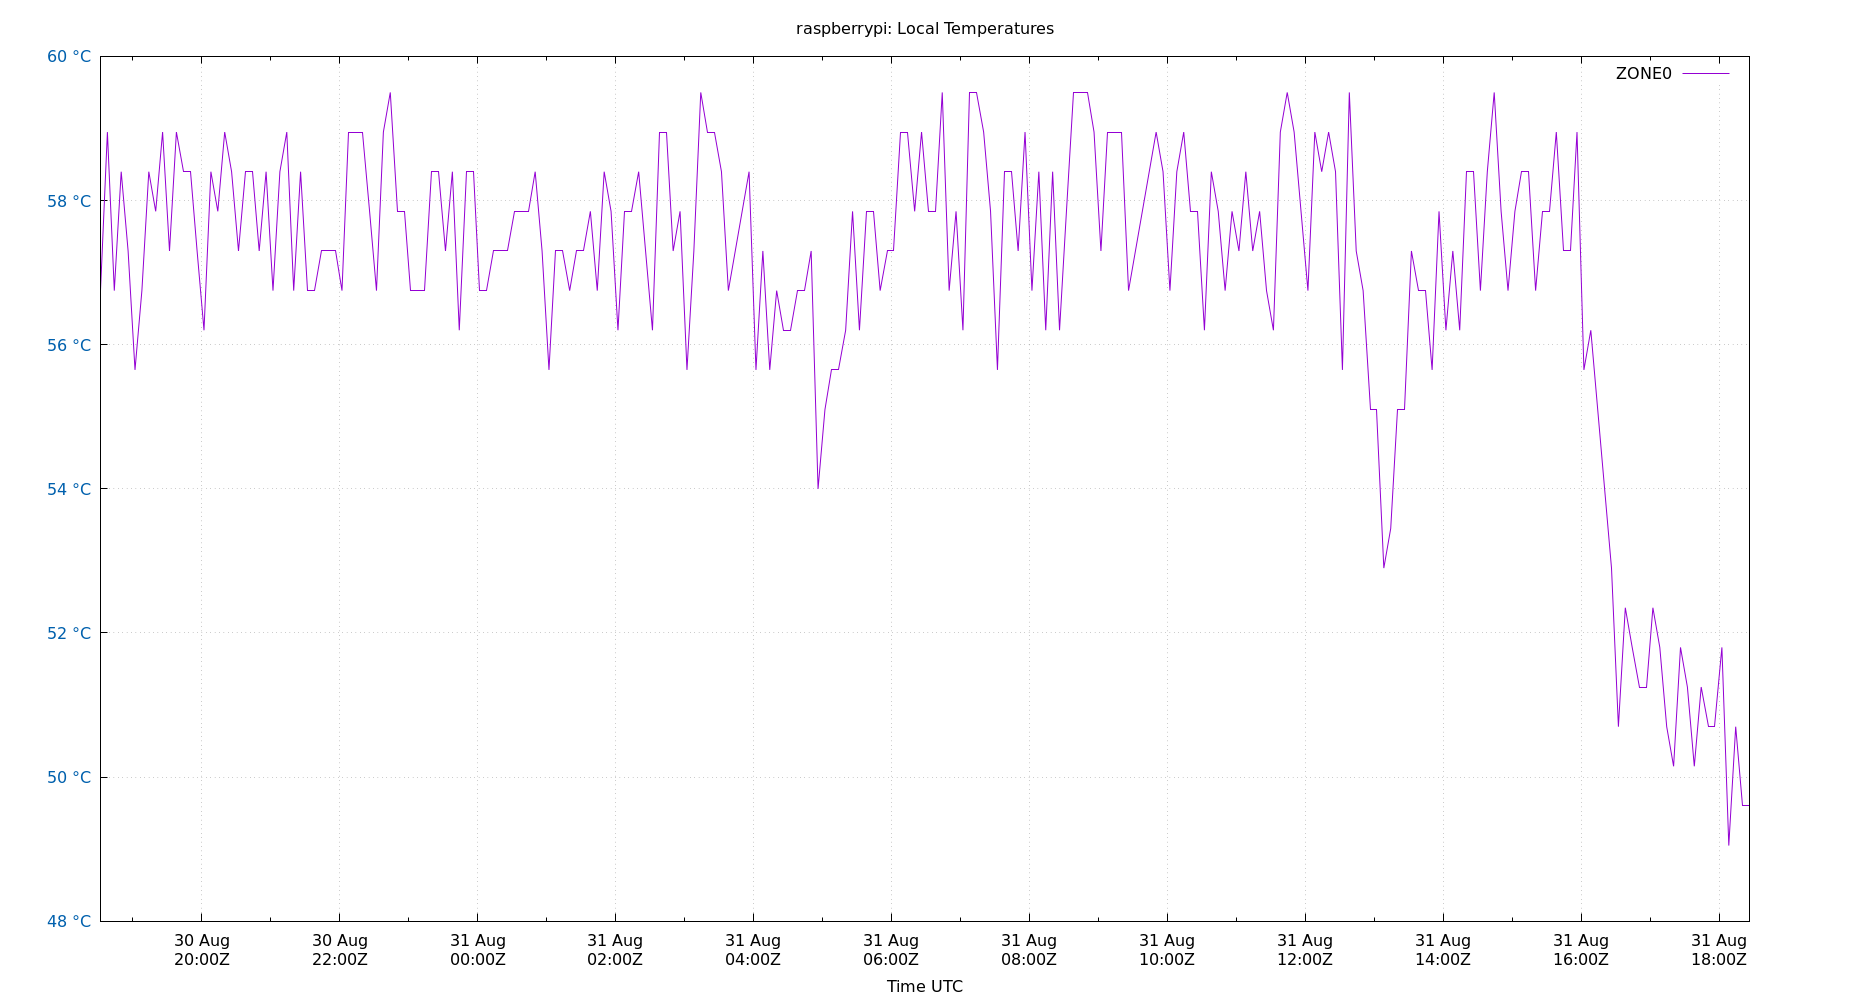 raspberrypi: Local Temperatures
60 °C
ZONE0
58 °C
56 °C
54 °C
52 °C
50 °C
48 °C
30 Aug 30 Aug 31 Aug 31 Aug 31 Aug 31 Aug 31 Aug 31 Aug 31 Aug 31 Aug 31 Aug 31 Aug
20:00Z 22:00Z 00:00Z 02:00Z 04:00Z 06:00Z 08:00Z 10:00Z 12:00Z 14:00Z 16:00Z 18:00Z
Time UTC